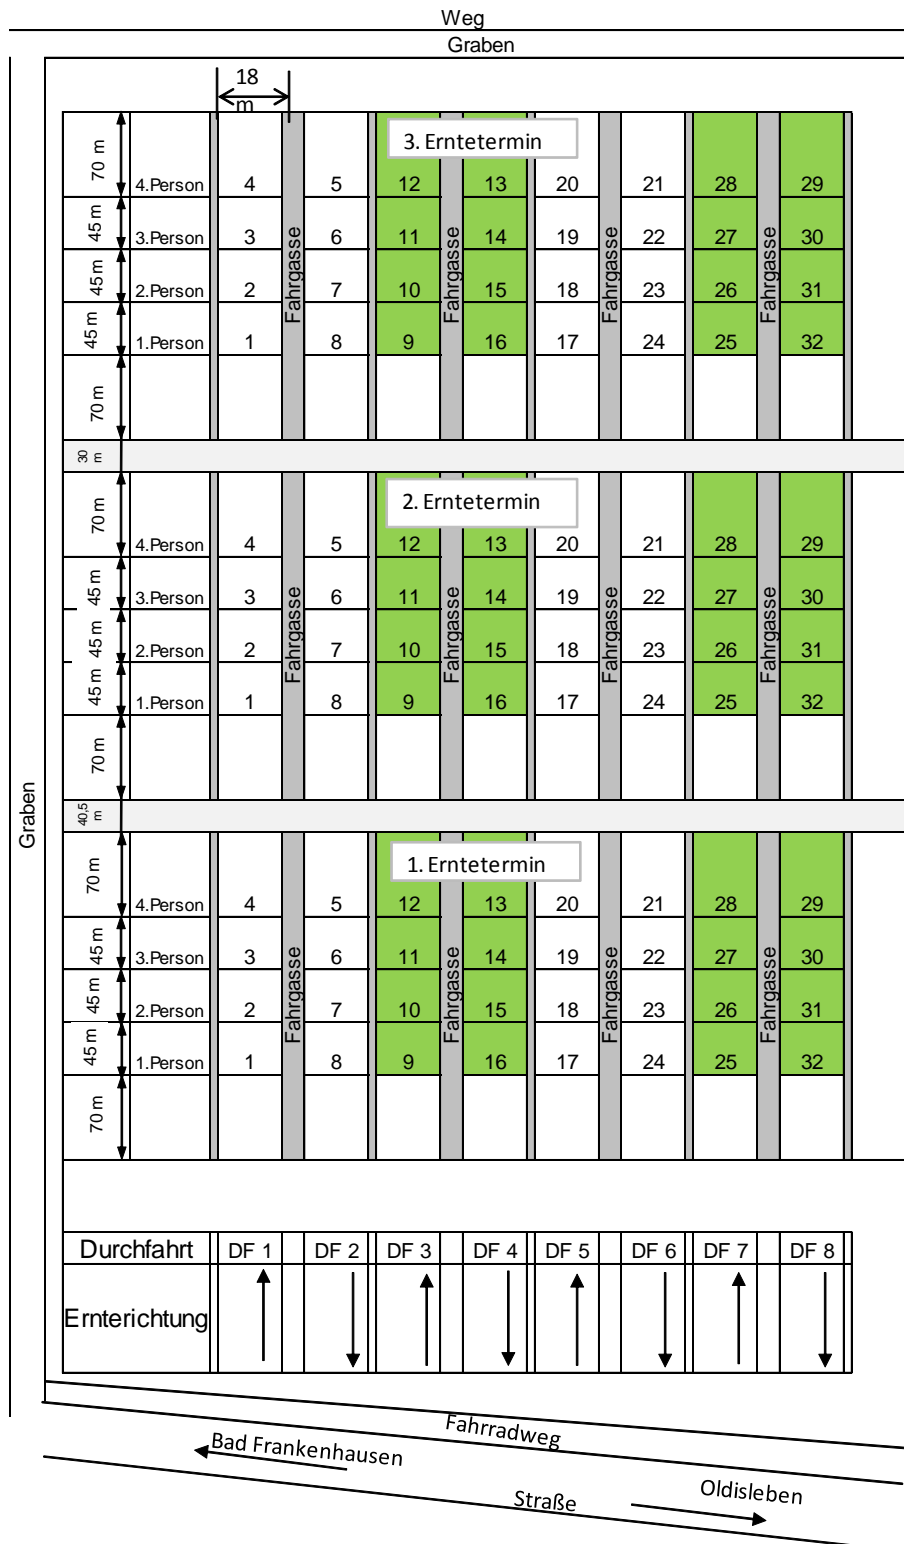 Weg
Graben
18 m
3. Erntetermin
70 m 4.Person 4 5 12 13 20 21 28 29
45 m 3.Person 3 6 11 14 19 22 27 30
45 m 2.Person 2 7 10 15 18 23 26 31
45 m 1.Person 1 8 9 16 17 24 25 32
Fahrgasse Fahrgasse Fahrgasse Fahrgasse
70 m
30 m
2. Erntetermin
70 m 4.Person 4 5 12 13 20 21 28 29
45 m 3.Person 3 6 11 14 19 22 27 30
45 m 2.Person 2 7 10 15 18 23 26 31
45 m 1.Person 1 8 9 16 17 24 25 32
Fahrgasse Fahrgasse Fahrgasse Fahrgasse
70 m
40,5 m
Graben
1. Erntetermin
70 m 4.Person 4 5 12 13 20 21 28 29
45 m 3.Person 3 6 11 14 19 22 27 30
45 m 2.Person 2 7 10 15 18 23 26 31
45 m 1.Person 1 8 9 16 17 24 25 32
Fahrgasse Fahrgasse Fahrgasse Fahrgasse
70 m
Durchfahrt DF 1 DF 2 DF 3 DF 4 DF 5 DF 6 DF 7 DF 8
Ernterichtung
Fahrradweg
Bad Frankenhausen
Oldisleben
Straße